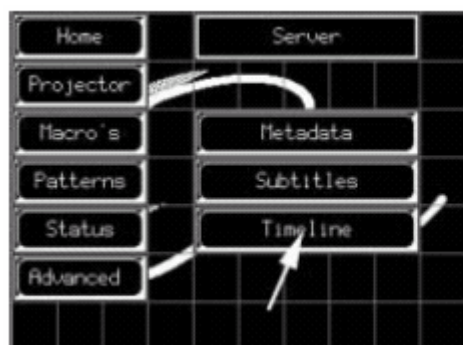 Home
Server
Projector
Macro's
Metadata
Patterns
Subtitles
Status
Timeline
Advanced